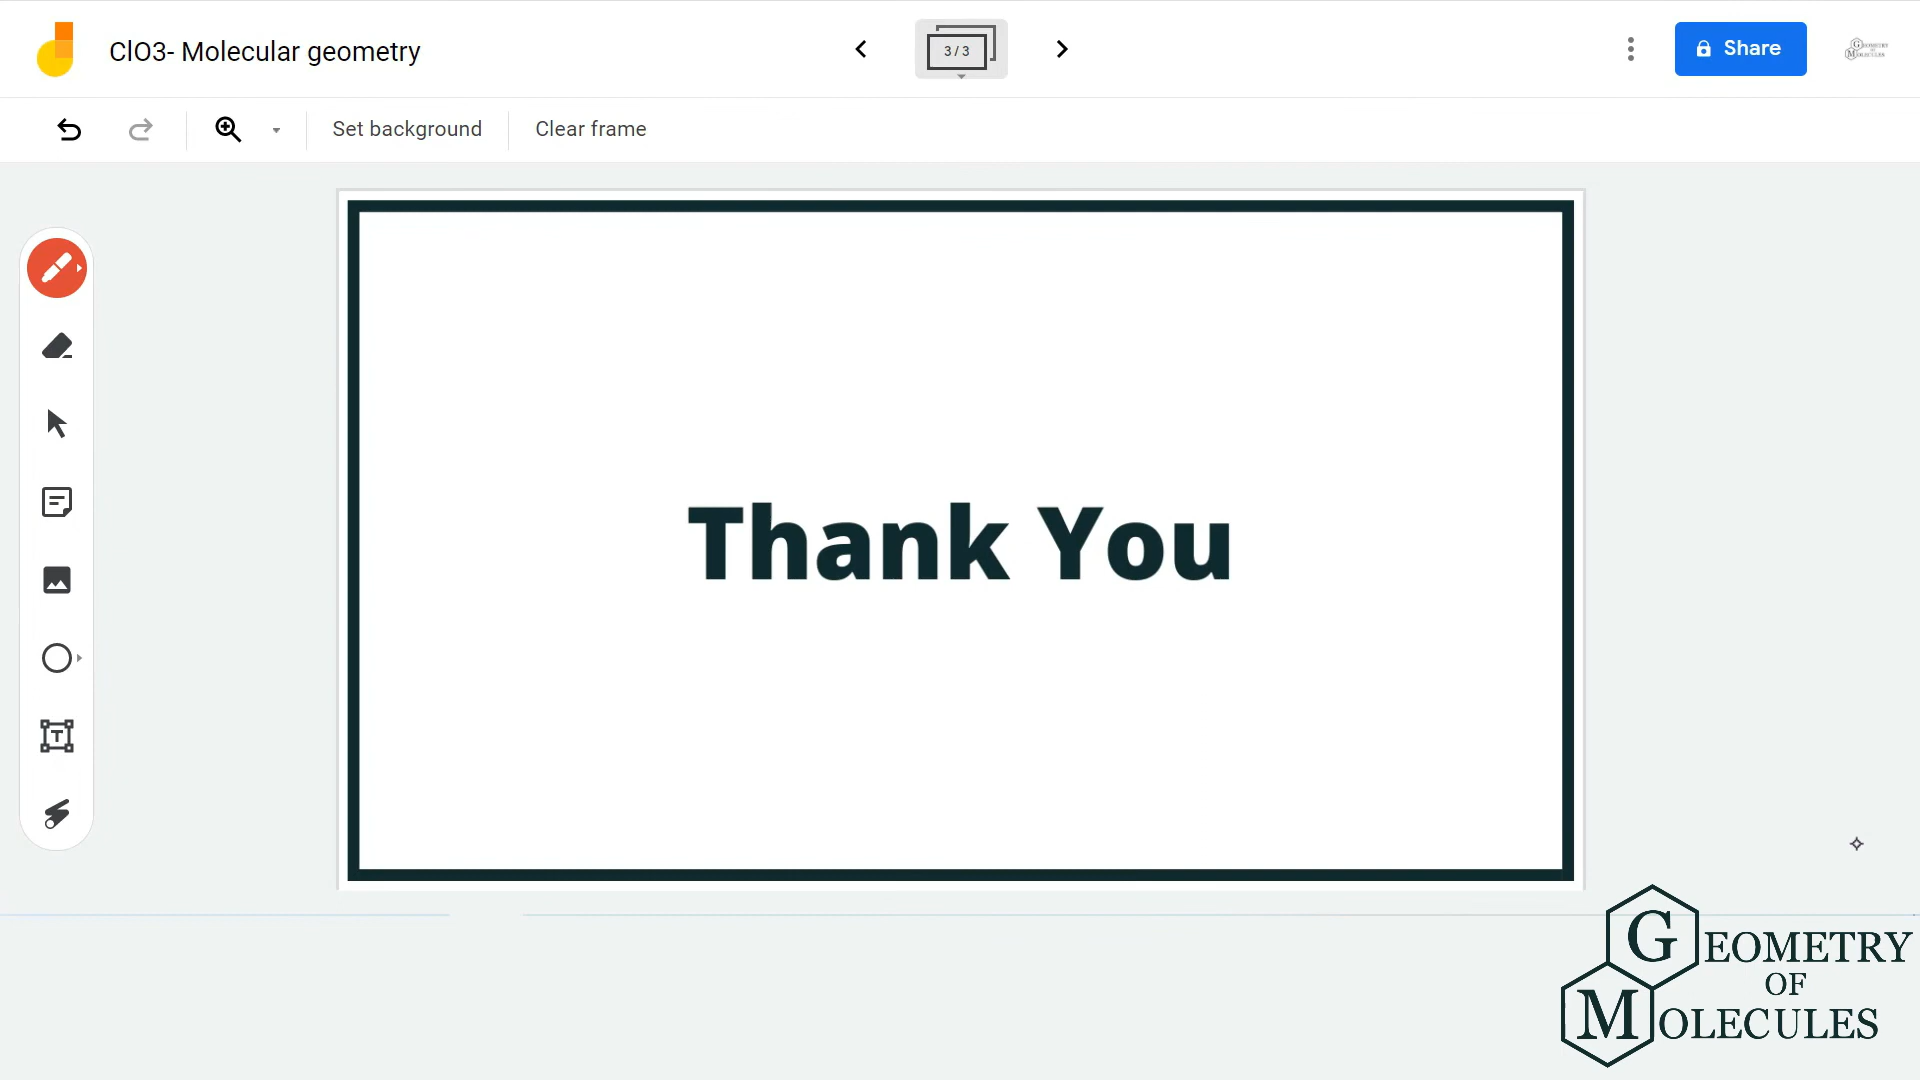 ClO3- Molecular geometry
3 / 3
Share
Set background
Clear frame
Thank You
GEOMETRY
OF
MOLECULES